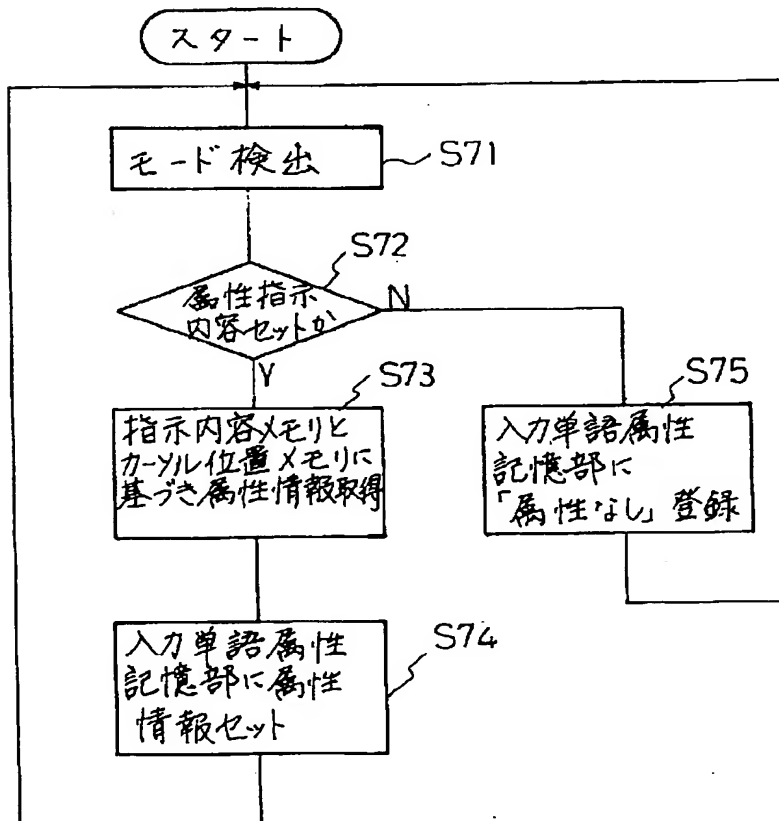 スタート
モード検出
S71
S72
属性指示
内容セットか
N
Y
S73
指示内容メモリと
カーソル位置メモリに
基づき属性情報取得
S75
入力単語属性
記憶部に
「属性なし」登録
S74
入力単語属性
記憶部に属性
情報セット